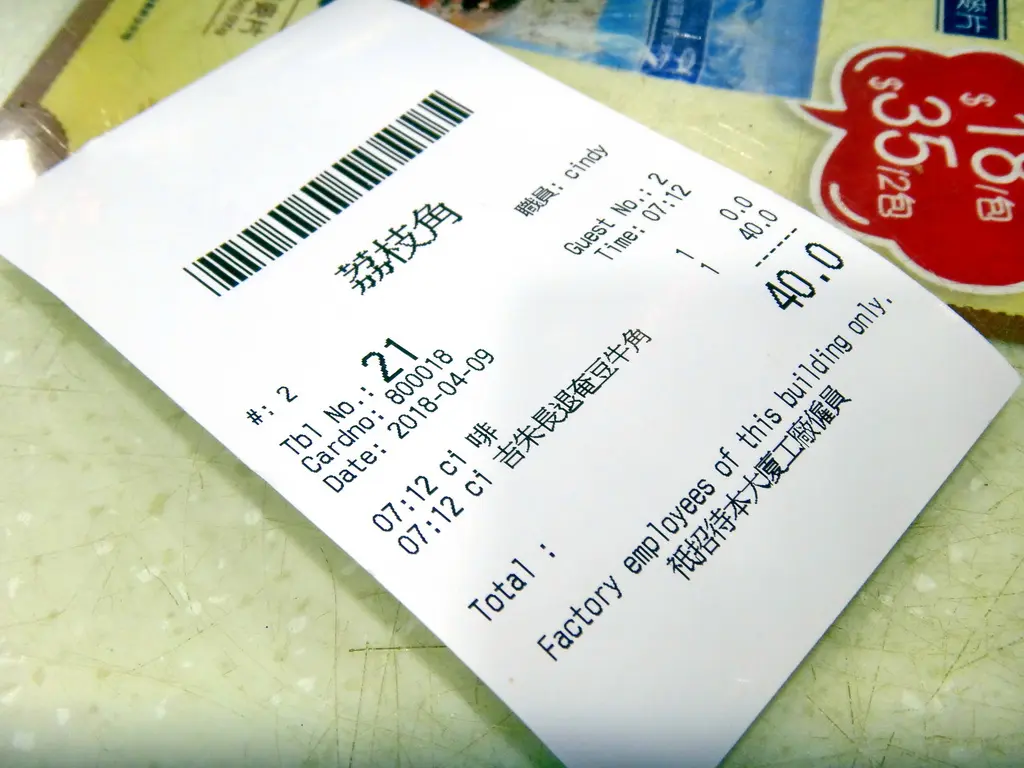 荔枝角
職員: cindy
#: 2
Tbl No.: 21
Guest No.: 2
Cardno: 800018
Time: 07:12
Date: 2018-04-09
07:12 ci 啡 1 0.0
07:12 ci 吉朱長退奄豆牛角 1 40.0
------
Total : 40.0
Factory employees of this building only.
祇招待本大廈工廠僱員
$18/包
$35/2包